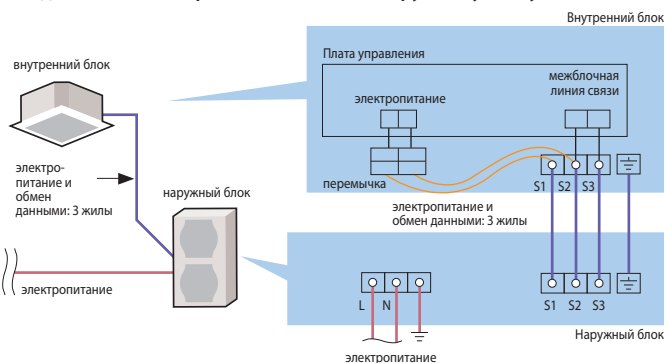 Внутренний блок
Плата управления
внутренний блок
межблочная
линия связи
электропитание
электро-
питание и
обмен
данными: 3 жилы
наружный блок
перемычка
S1 S2 S3
электропитание и
обмен данными: 3 жилы
электропитание
L N
S1 S2 S3
Наружный блок
электропитание